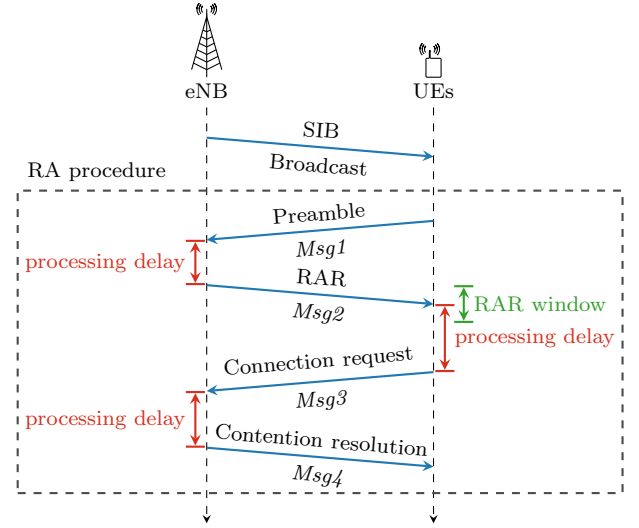 eNB
UEs
SIB
Broadcast
RA procedure
Preamble
Msg1
processing delay
RAR
Msg2
RAR window
processing delay
Connection request
Msg3
processing delay
Contention resolution
Msg4